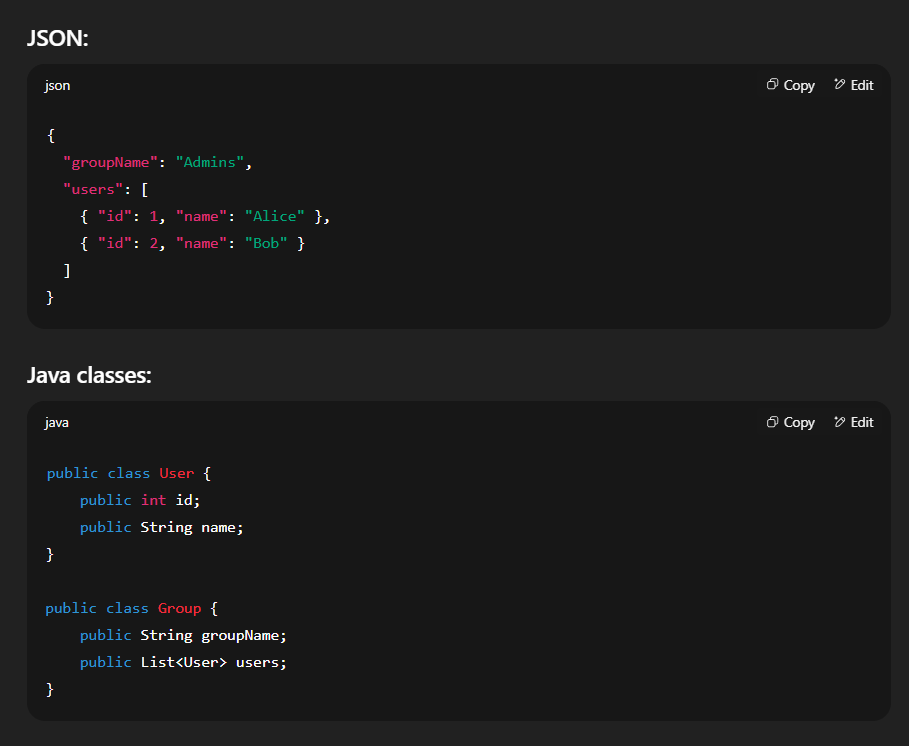 JSON:
json Copy Edit
{
  "groupName": "Admins",
  "users": [
    { "id": 1, "name": "Alice" },
    { "id": 2, "name": "Bob" }
  ]
}
Java classes:
java Copy Edit
public class User {
    public int id;
    public String name;
}
public class Group {
    public String groupName;
    public List<User> users;
}